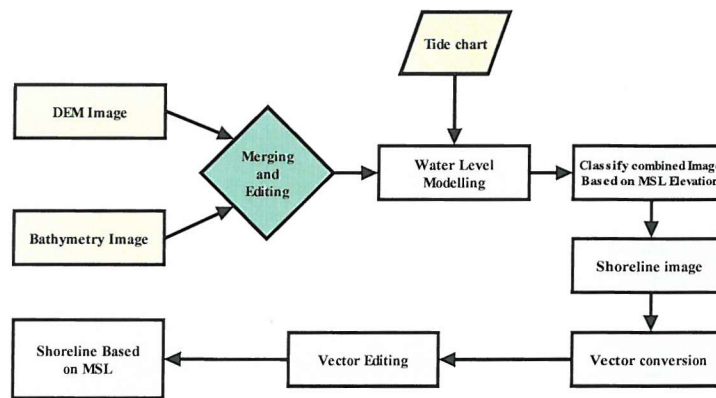 Tide chart
DEM Image
Merging
and
Editing
Water Level
Modelling
Classify combined Image
Based on MSL Elevation
Bathymetry Image
Shoreline image
Shoreline Based
on MSL
Vector Editing
Vector conversion